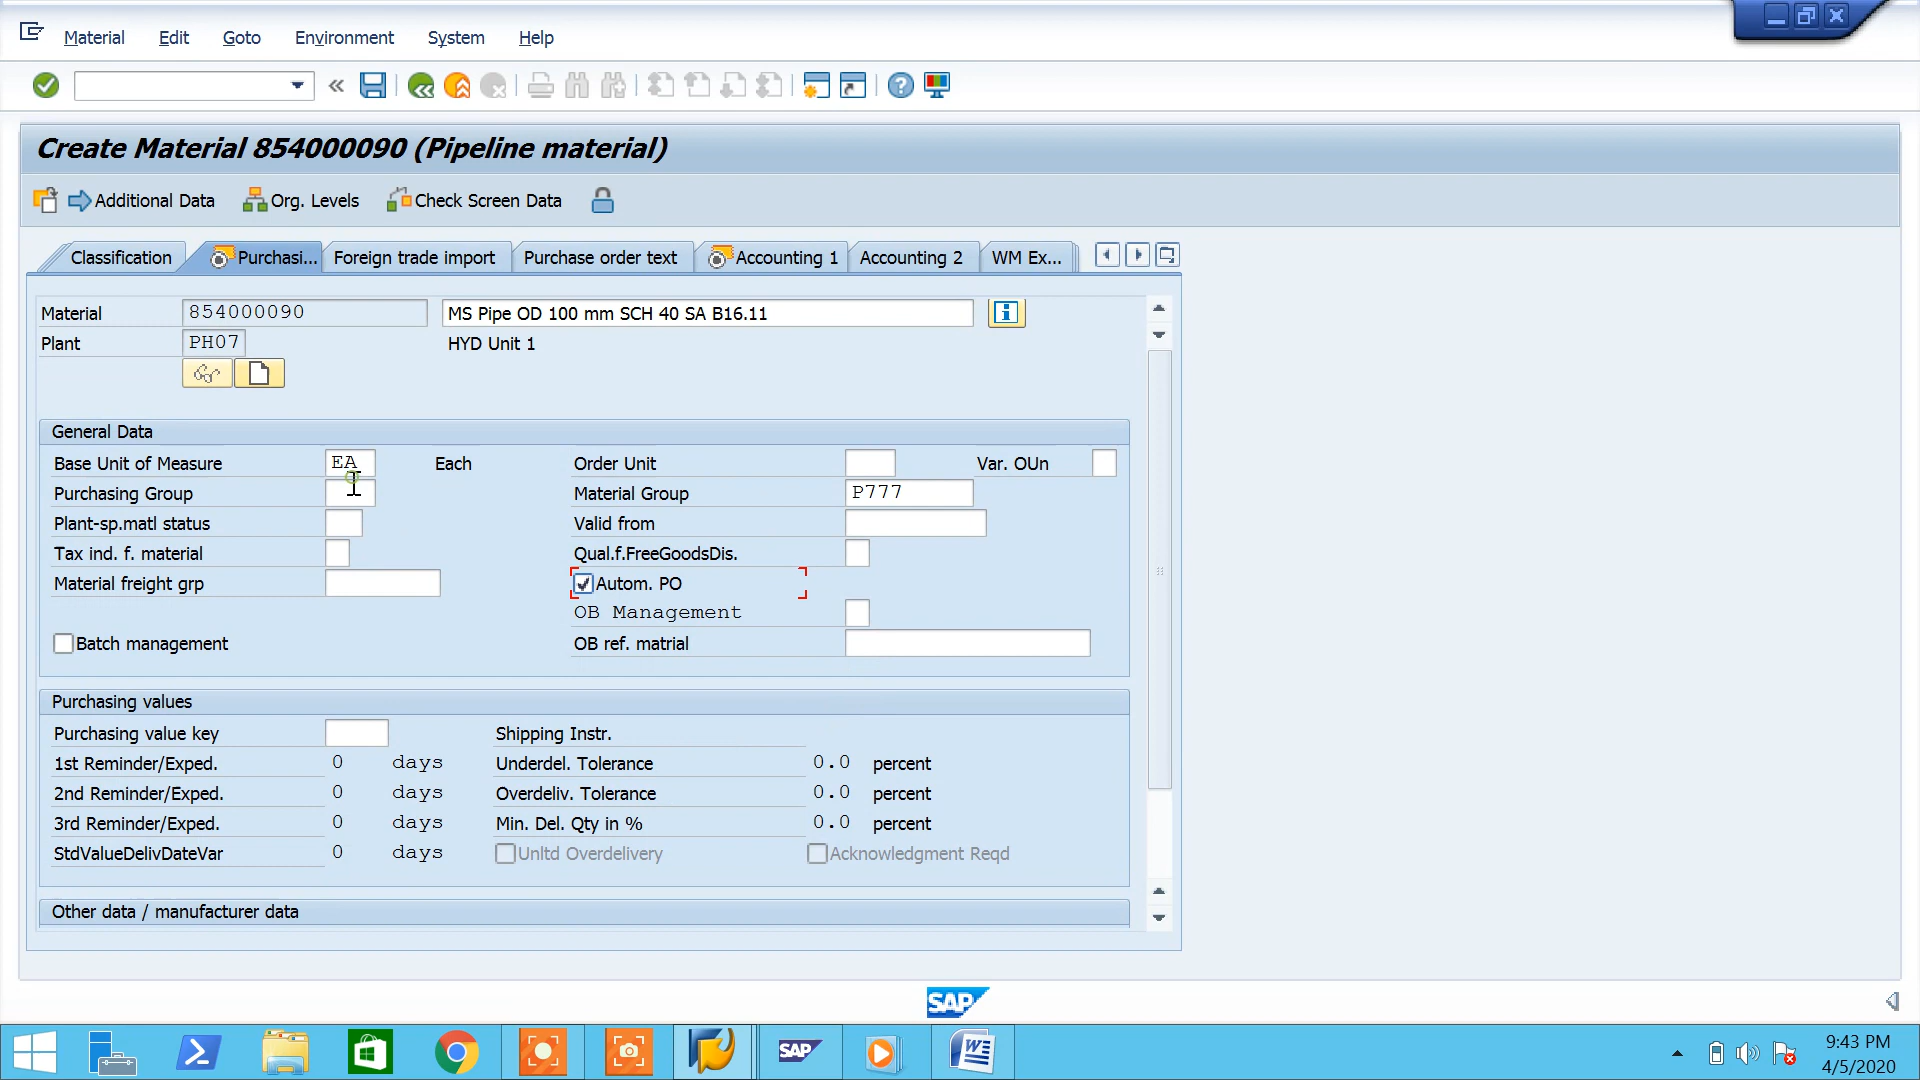 Material Edit Goto Environment System Help
Create Material 854000090 (Pipeline material)
Additional Data Org. Levels Check Screen Data
Classification Purchasi... Foreign trade import Purchase order text Accounting 1 Accounting 2 WM Ex...
Material 854000090 MS Pipe OD 100 mm SCH 40 SA B16.11
Plant PH07 HYD Unit 1
General Data
Base Unit of Measure EA Each Order Unit Var. OUn
Purchasing Group Material Group P777
Plant-sp.matl status Valid from
Tax ind. f. material Qual.f.FreeGoodsDis.
Material freight grp Autom. PO
OB Management
Batch management OB ref. matrial
Purchasing values
Purchasing value key Shipping Instr.
1st Reminder/Exped. 0 days Underdel. Tolerance 0.0 percent
2nd Reminder/Exped. 0 days Overdeliv. Tolerance 0.0 percent
3rd Reminder/Exped. 0 days Min. Del. Qty in % 0.0 percent
StdValueDelivDateVar 0 days Unltd Overdelivery Acknowledgment Reqd
Other data / manufacturer data
SAP
SAP
9:43 PM
4/5/2020